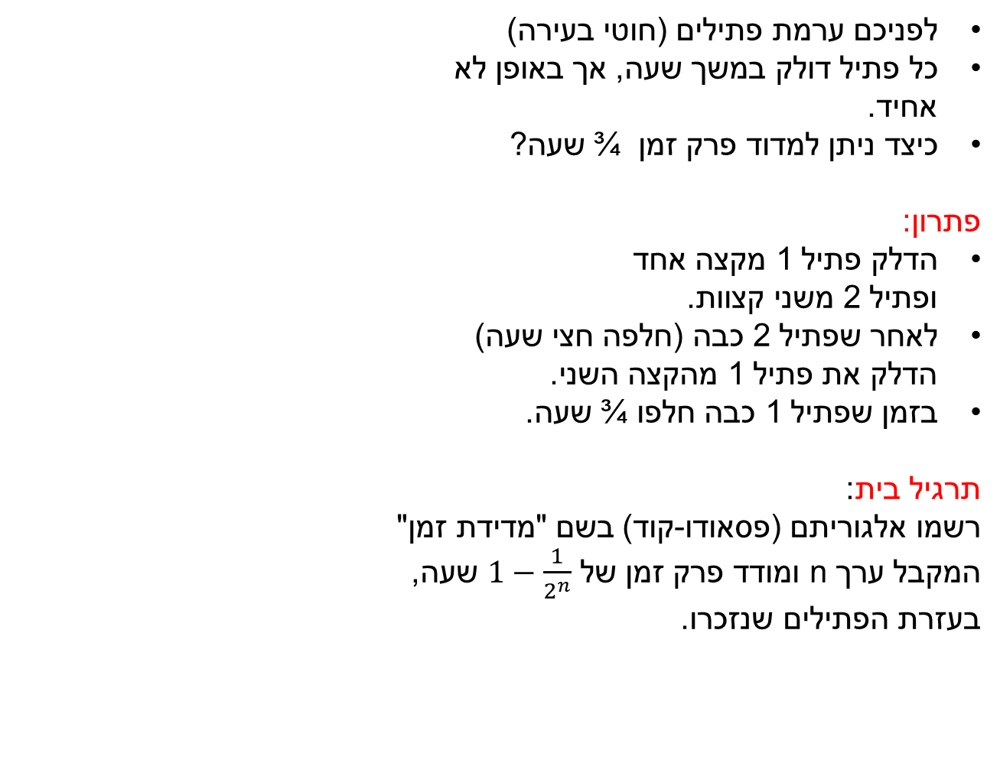 • לפניכם ערמת פתילים (חוטי בעירה)
• כל פתיל דולק במשך שעה, אך באופן לא
אחיד.
• כיצד ניתן למדוד פרק זמן ¾ שעה?
פתרון:
• הדלק פתיל 1 מקצה אחד
ופתיל 2 משני קצוות.
• לאחר שפתיל 2 כבה (חלפה חצי שעה)
הדלק את פתיל 1 מהקצה השני.
• בזמן שפתיל 1 כבה חלפו ¾ שעה.
תרגיל בית:
רשמו אלגוריתם (פסאודו-קוד) בשם "מדידת זמן"
המקבל ערך n ומודד פרק זמן של $1 - \frac{1}{2^n}$ שעה,
בעזרת הפתילים שנזכרו.